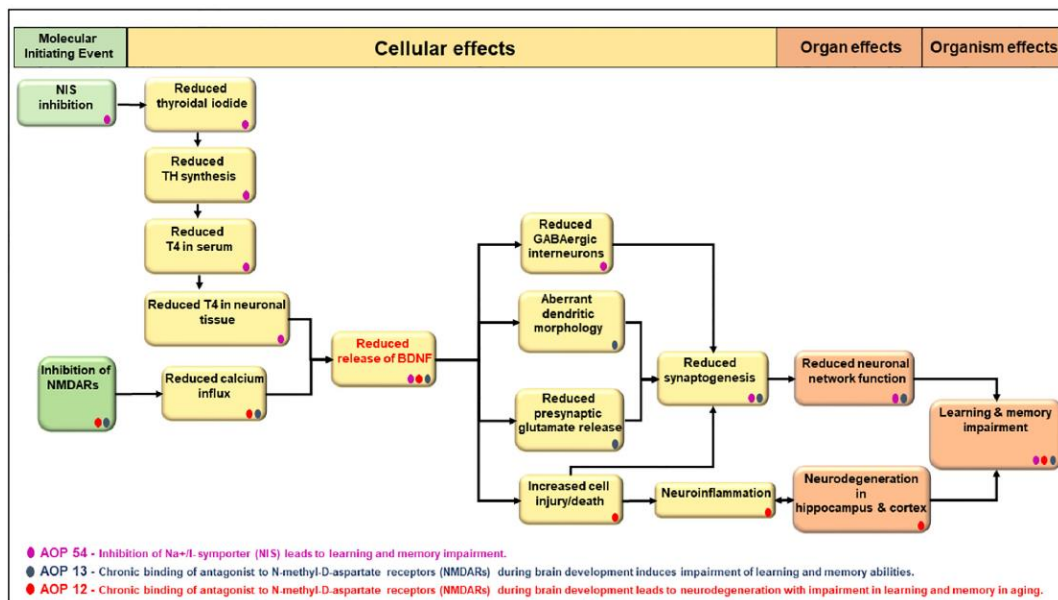 Molecular
Initiating Event
Cellular effects
Organ effects
Organism effects
NIS
inhibition
Reduced
thyroidal iodide
Reduced
TH synthesis
Reduced
T4 in serum
Reduced T4 in neuronal
tissue
Inhibition of
NMDARs
Reduced calcium
influx
Reduced
release of BDNF
Reduced
GABAergic
interneurons
Aberrant
dendritic
morphology
Reduced
presynaptic
glutamate release
Increased cell
injury/death
Reduced
synaptogenesis
Neuroinflammation
Reduced neuronal
network function
Neurodegeneration
in
hippocampus & cortex
Learning & memory
impairment
AOP 54 - Inhibition of Na+/I- symporter (NIS) leads to learning and memory impairment.
AOP 13 - Chronic binding of antagonist to N-methyl-D-aspartate receptors (NMDARs) during brain development induces impairment of learning and memory abilities.
AOP 12 - Chronic binding of antagonist to N-methyl-D-aspartate receptors (NMDARs) during brain development leads to neurodegeneration with impairment in learning and memory in aging.